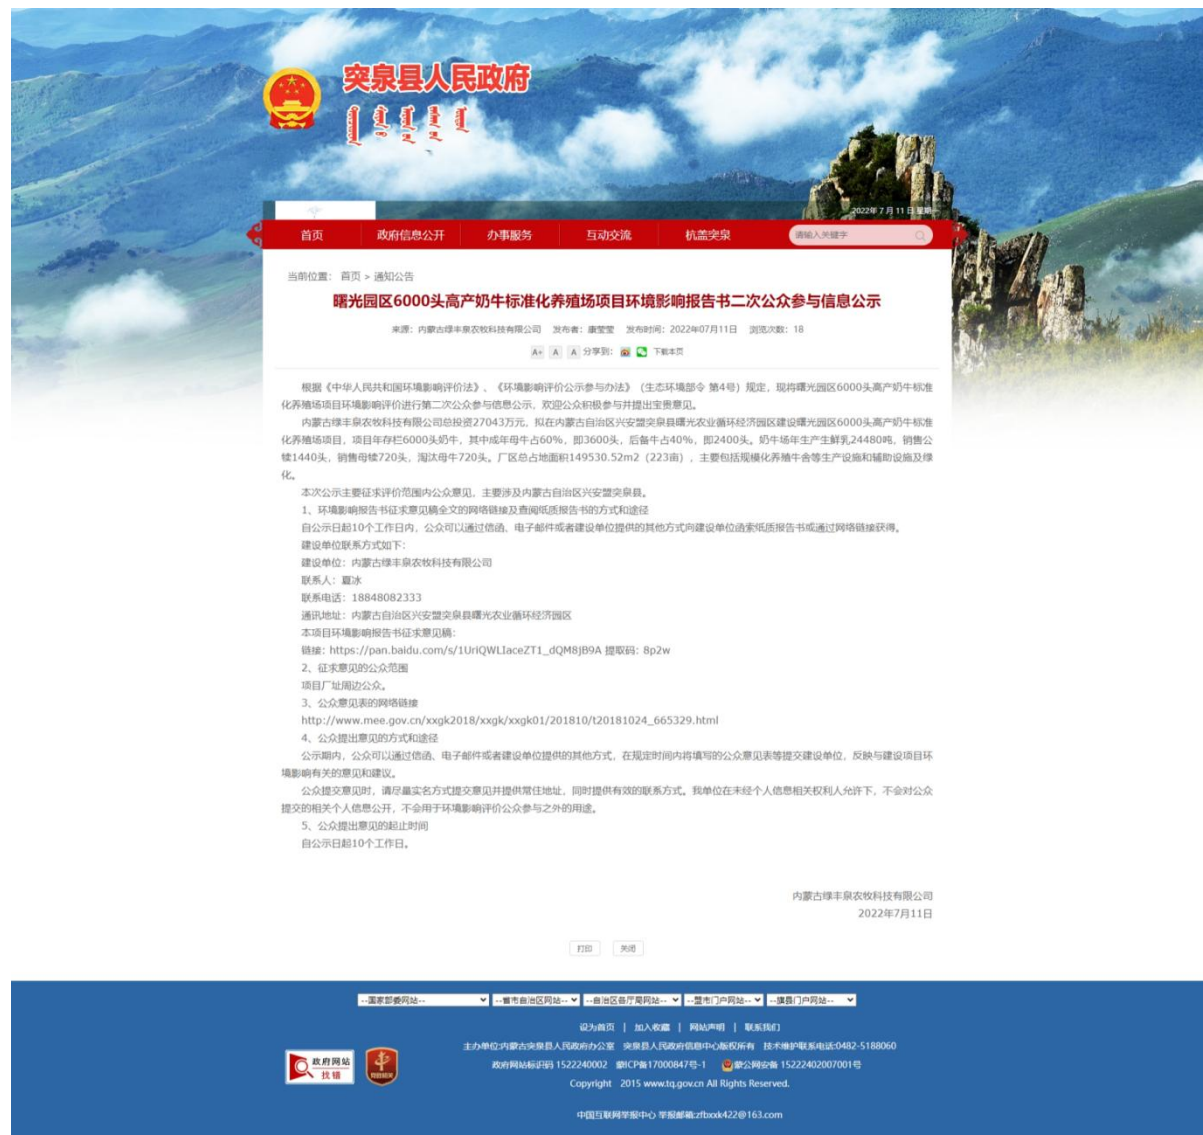 突泉县人民政府
2022年7月11日 星期一
首页 政府信息公开 办事服务 互动交流 杭盖突泉 请输入关键字
当前位置： 首页 > 通知公告
曙光园区6000头高产奶牛标准化养殖场项目环境影响报告书二次公众参与信息公示
来源：内蒙古绿丰泉农牧科技有限公司 发布者：康莹莹 发布时间：2022年07月11日 浏览次数：18
A+ A A 分享到： 下载本页
根据《中华人民共和国环境影响评价法》、《环境影响评价公示参与办法》（生态环境部令 第4号）规定，现将曙光园区6000头高产奶牛标准
化养殖场项目环境影响评价进行第二次公众参与信息公示，欢迎公众积极参与并提出宝贵意见。
内蒙古绿丰泉农牧科技有限公司总投资27043万元，拟在内蒙古自治区兴安盟突泉县曙光农业循环经济园区建设曙光园区6000头高产奶牛标准
化养殖场项目，项目年存栏6000头奶牛，其中成年母牛占60%，即3600头，后备牛占40%，即2400头。奶牛场年生产生鲜乳24480吨，销售公
犊1440头，销售母犊720头，淘汰母牛720头。厂区总占地面积149530.52m2（223亩），主要包括规模化养殖牛舍等生产设施和辅助设施及绿
化。
本次公示主要征求评价范围内公众意见，主要涉及内蒙古自治区兴安盟突泉县。
1、环境影响报告书征求意见稿全文的网络链接及查阅纸质报告书的方式和途径
自公示日起10个工作日内，公众可以通过信函、电子邮件或者建设单位提供的其他方式向建设单位函索纸质报告书或通过网络链接获得。
建设单位联系方式如下：
建设单位：内蒙古绿丰泉农牧科技有限公司
联系人：夏冰
联系电话：18848082333
通讯地址：内蒙古自治区兴安盟突泉县曙光农业循环经济园区
本项目环境影响报告书征求意见稿：
链接：https://pan.baidu.com/s/1UriQWLIaceZT1_dQM8jB9A 提取码：8p2w
2、征求意见的公众范围
项目厂址周边公众。
3、公众意见表的网络链接
http://www.mee.gov.cn/xxgk2018/xxgk/xxgk01/201810/t20181024_665329.html
4、公众提出意见的方式和途径
公示期内，公众可以通过信函、电子邮件或者建设单位提供的其他方式，在规定时间内将填写的公众意见表等提交建设单位，反映与建设项目环
境影响有关的意见和建议。
公众提交意见时，请尽量实名方式提交意见并提供常住地址，同时提供有效的联系方式。我单位在未经个人信息相关权利人允许下，不会对公众
提交的相关个人信息公开，不会用于环境影响评价公众参与之外的用途。
5、公众提出意见的起止时间
自公示日起10个工作日。
内蒙古绿丰泉农牧科技有限公司
2022年7月11日
打印 关闭
--国家部委网站-- --省市自治区网站-- --自治区各厅局网站-- --盟市门户网站-- --旗县门户网站--
设为首页 | 加入收藏 | 网站声明 | 联系我们
主办单位:内蒙古突泉县人民政府办公室 突泉县人民政府信息中心版权所有 技术维护联系电话:0482-5188060
政府网站找错 政府网站标识码 1522240002 蒙ICP备17000847号-1 蒙公网安备 15222402007001号
Copyright 2015 www.tq.gov.cn All Rights Reserved.
中国互联网举报中心 举报邮箱:zfbxxk422@163.com